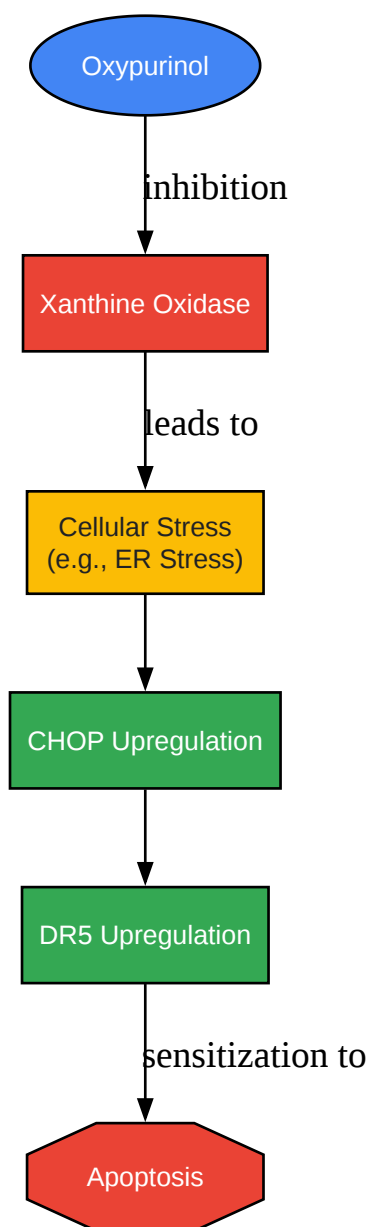 Oxypurinol
inhibition
Xanthine Oxidase
leads to
Cellular Stress
(e.g., ER Stress)
CHOP Upregulation
DR5 Upregulation
sensitization to
Apoptosis